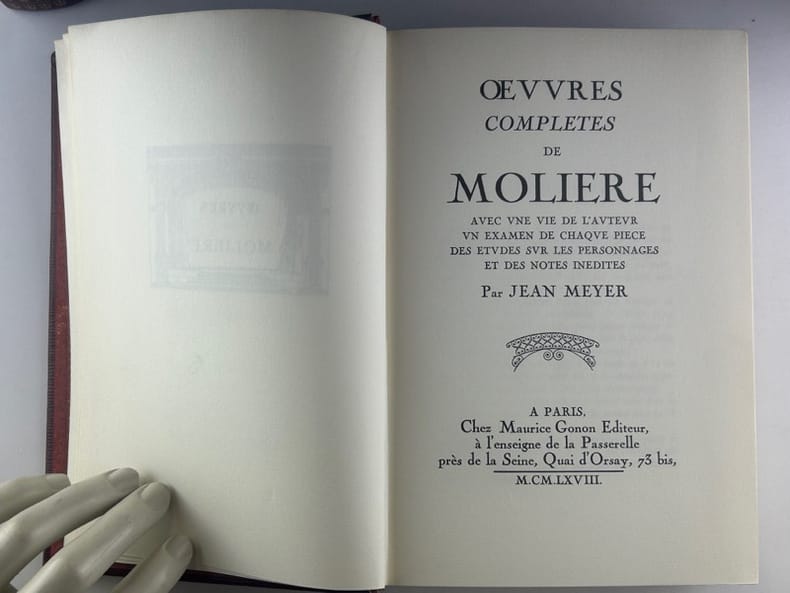 ŒVVRES
COMPLETES
DE
MOLIERE
AVEC VNE VIE DE L'AVTEVR
VN EXAMEN DE CHAQVE PIECE
DES ETVDES SVR LES PERSONNAGES
ET DES NOTES INEDITES
Par JEAN MEYER
A PARIS,
Chez Maurice Gonon Editeur,
à l'enseigne de la Passerelle
près de la Seine, Quai d'Orsay, 73 bis,
M.CM.LXVIII.
ŒVVRES
MOLIERE